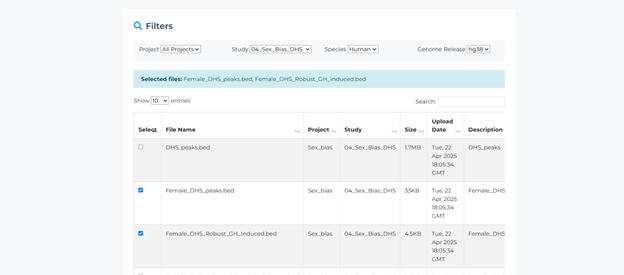 Filters
Project All Projects Study 04_Sex_Bias_DHS Species Human Genome Release hg38
Selected files: Female_DHS_peaks.bed, Female_DHS_Robust_GH_Induced.bed
Show 10 entries Search:
Select File Name Project Study Size Upload Date Description
DHS_peaks.bed Sex_bias 04_Sex_Bias_DHS 1.7MB Tue, 22 Apr 2025 18:05:34 GMT DHS_peaks
Female_DHS_peaks.bed Sex_bias 04_Sex_Bias_DHS 33KB Tue, 22 Apr 2025 18:05:34 GMT Female_DHS
Female_DHS_Robust_GH_Induced.bed Sex_bias 04_Sex_Bias_DHS 4.5KB Tue, 22 Apr 2025 18:05:34 GMT Female_DHS